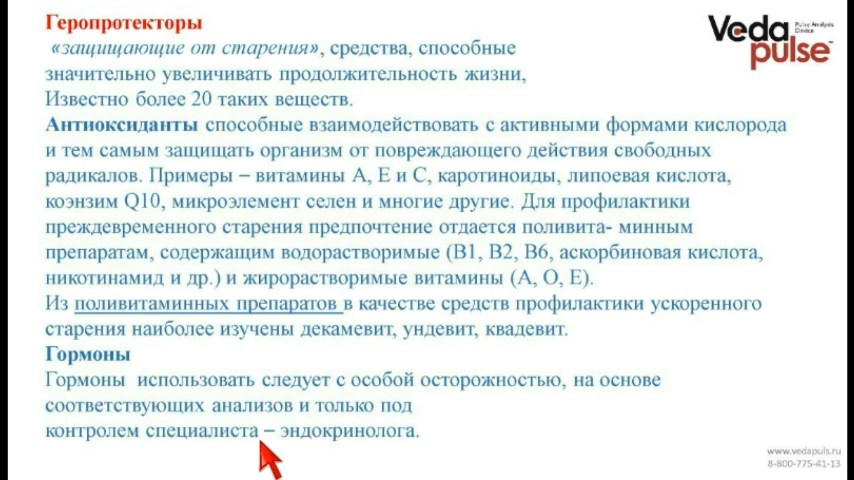 Геропротекторы
«защищающие от старения», средства, способные
значительно увеличивать продолжительность жизни,
Известно более 20 таких веществ.
Антиоксиданты способные взаимодействовать с активными формами кислорода
и тем самым защищать организм от повреждающего действия свободных
радикалов. Примеры – витамины А, Е и С, каротиноиды, липоевая кислота,
коэнзим Q10, микроэлемент селен и многие другие. Для профилактики
преждевременного старения предпочтение отдается поливита- минным
препаратам, содержащим водорастворимые (В1, В2, В6, аскорбиновая кислота,
никотинамид и др.) и жирорастворимые витамины (А, О, Е).
Из поливитаминных препаратов в качестве средств профилактики ускоренного
старения наиболее изучены декамевит, ундевит, квадевит.
Гормоны
Гормоны использовать следует с особой осторожностью, на основе
соответствующих анализов и только под
контролем специалиста – эндокринолога.
Veda pulse™
Pulse Analysis
Device
www.vedapuls.ru
8-800-775-41-13